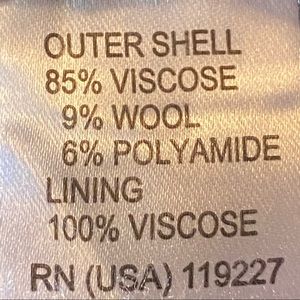 OUTER SHELL
85% VISCOSE
9% WOOL
6% POLYAMIDE
LINING
100% VISCOSE
RN (USA) 119227